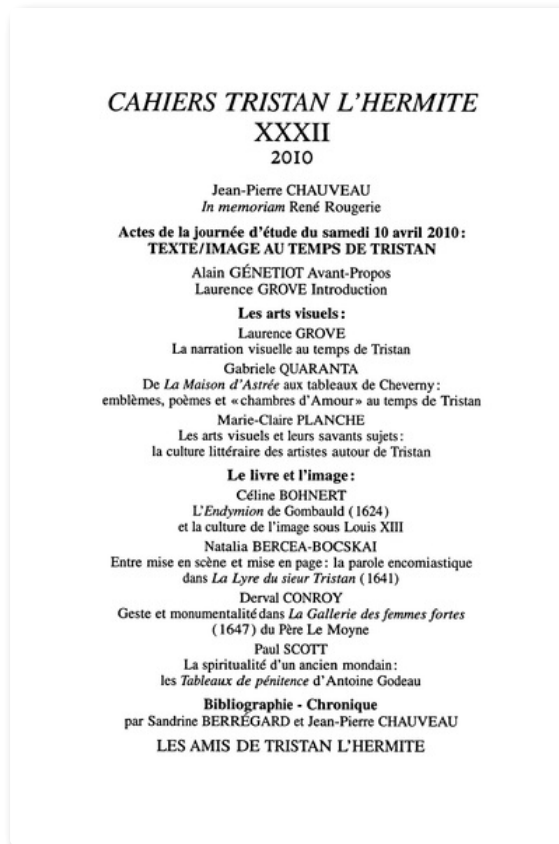 CAHIERS TRISTAN L'HERMITE
XXXII
2010
Jean-Pierre CHAUVEAU
In memoriam René Rougerie
Actes de la journée d'étude du samedi 10 avril 2010:
TEXTE/IMAGE AU TEMPS DE TRISTAN
Alain GÉNETIOT Avant-Propos
Laurence GROVE Introduction
Les arts visuels:
Laurence GROVE
La narration visuelle au temps de Tristan
Gabriele QUARANTA
De La Maison d'Astrée aux tableaux de Cheverny:
emblèmes, poèmes et «chambres d'Amour» au temps de Tristan
Marie-Claire PLANCHE
Les arts visuels et leurs savants sujets:
la culture littéraire des artistes autour de Tristan
Le livre et l'image:
Céline BOHNERT
L'Endymion de Gombauld (1624)
et la culture de l'image sous Louis XIII
Natalia BERCEA-BOCSKAI
Entre mise en scène et mise en page: la parole encomiastique
dans La Lyre du sieur Tristan (1641)
Derval CONROY
Geste et monumentalité dans La Gallerie des femmes fortes
(1647) du Père Le Moyne
Paul SCOTT
La spiritualité d'un ancien mondain:
les Tableaux de pénitence d'Antoine Godeau
Bibliographie - Chronique
par Sandrine BERRÉGARD et Jean-Pierre CHAUVEAU
LES AMIS DE TRISTAN L'HERMITE